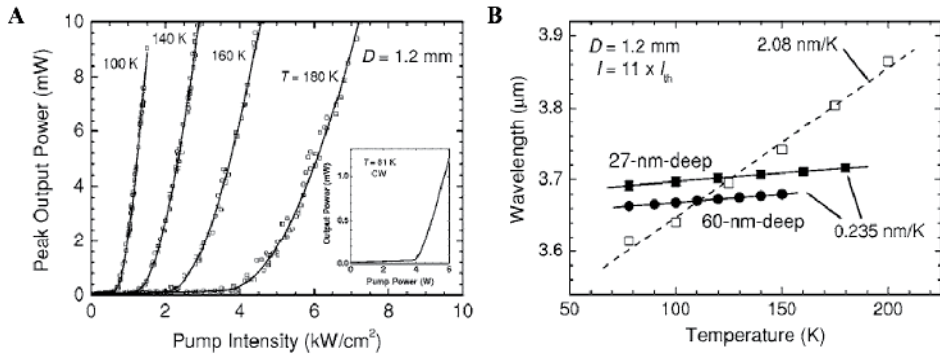 A
B
10
8
6
4
2
0
Peak Output Power (mW)
100 K
140 K
160 K
T = 180 K
D = 1.2 mm
T = 81 K
CW
Output Power (mW)
1.0
0.5
0.0
0 2 4 6
Pump Power (W)
0 2 4 6 8 10
Pump Intensity (kW/cm²)
3.9
3.8
3.7
3.6
3.5
Wavelength (μm)
D = 1.2 mm
I = 11 x Ith
2.08 nm/K
27-nm-deep
60-nm-deep
0.235 nm/K
50 100 150 200
Temperature (K)